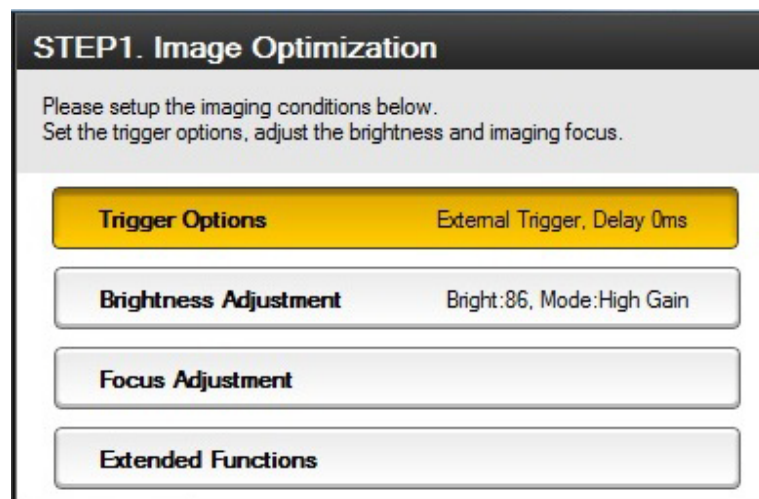 STEP1. Image Optimization
Please setup the imaging conditions below.
Set the trigger options, adjust the brightness and imaging focus.
Trigger Options External Trigger, Delay 0ms
Brightness Adjustment Bright:86, Mode:High Gain
Focus Adjustment
Extended Functions